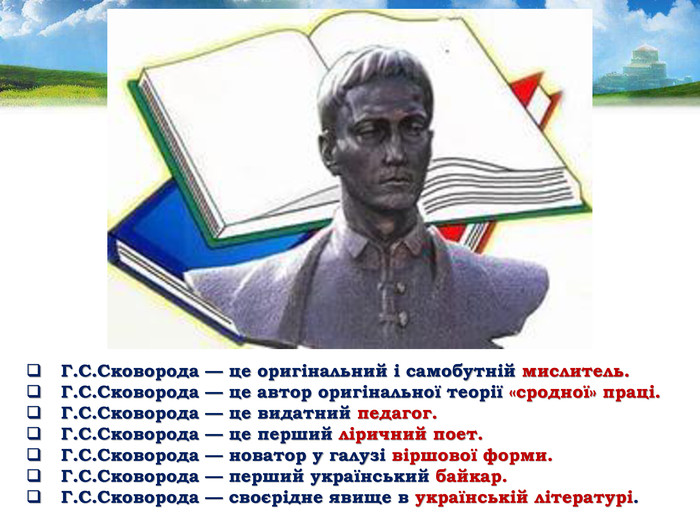 Г.С.Сковорода — це оригінальний і самобутній мислитель.
Г.С.Сковорода — це автор оригінальної теорії «сродної» праці.
Г.С.Сковорода — це видатний педагог.
Г.С.Сковорода — це перший ліричний поет.
Г.С.Сковорода — новатор у галузі віршової форми.
Г.С.Сковорода — перший український байкар.
Г.С.Сковорода — своєрідне явище в українській літературі.